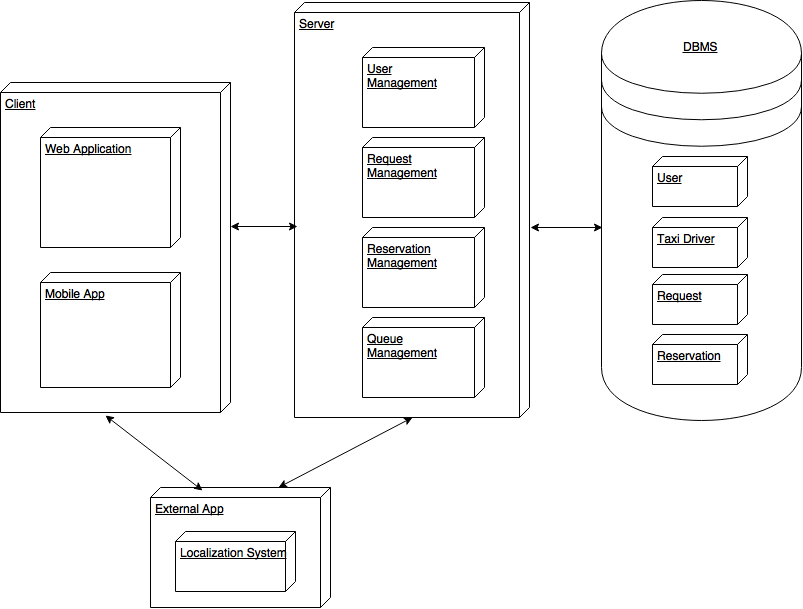 Server
DBMS
User
Management
Client
Web Application
Request
Management
User
Taxi Driver
Reservation
Management
Mobile App
Request
Queue
Management
Reservation
External App
Localization System